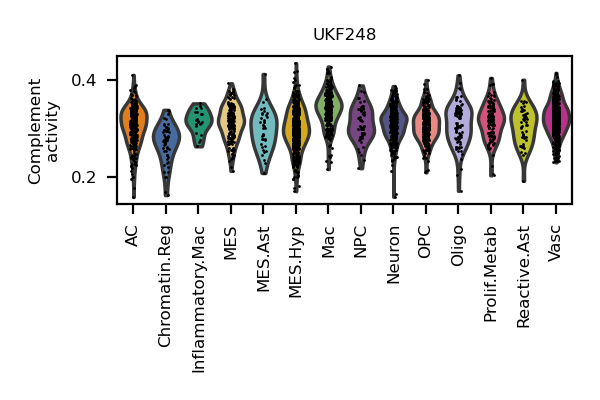 UKF248
Complement
activity
0.4
0.2
AC
Chromatin.Reg
Inflammatory.Mac
MES
MES.Ast
MES.Hyp
Mac
NPC
Neuron
OPC
Oligo
Prolif.Metab
Reactive.Ast
Vasc